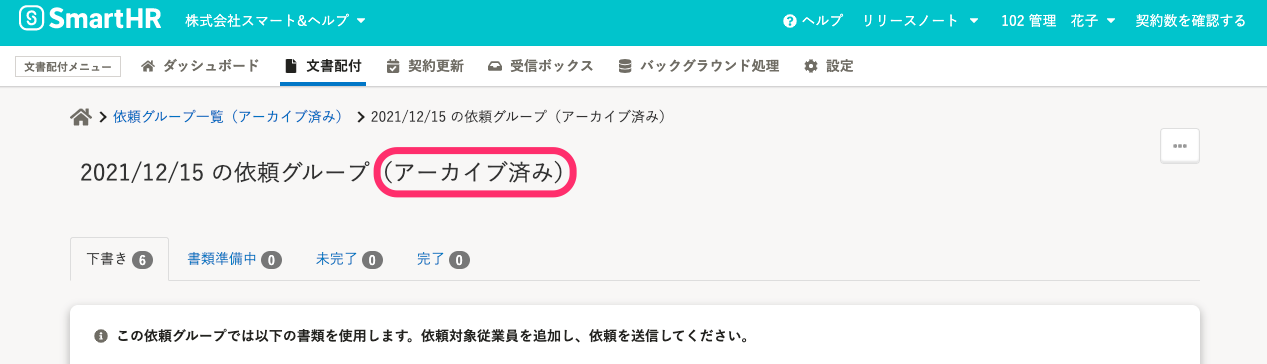 SmartHR 株式会社スマート&ヘルプ ヘルプ リリースノート 102 管理 花子 契約数を確認する
文書配付メニュー ダッシュボード 文書配付 契約更新 受信ボックス バックグラウンド処理 設定
依頼グループ一覧（アーカイブ済み） 2021/12/15 の依頼グループ（アーカイブ済み）
2021/12/15 の依頼グループ（アーカイブ済み）
下書き 6 書類準備中 0 未完了 0 完了 0
この依頼グループでは以下の書類を使用します。依頼対象従業員を追加し、依頼を送信してください。